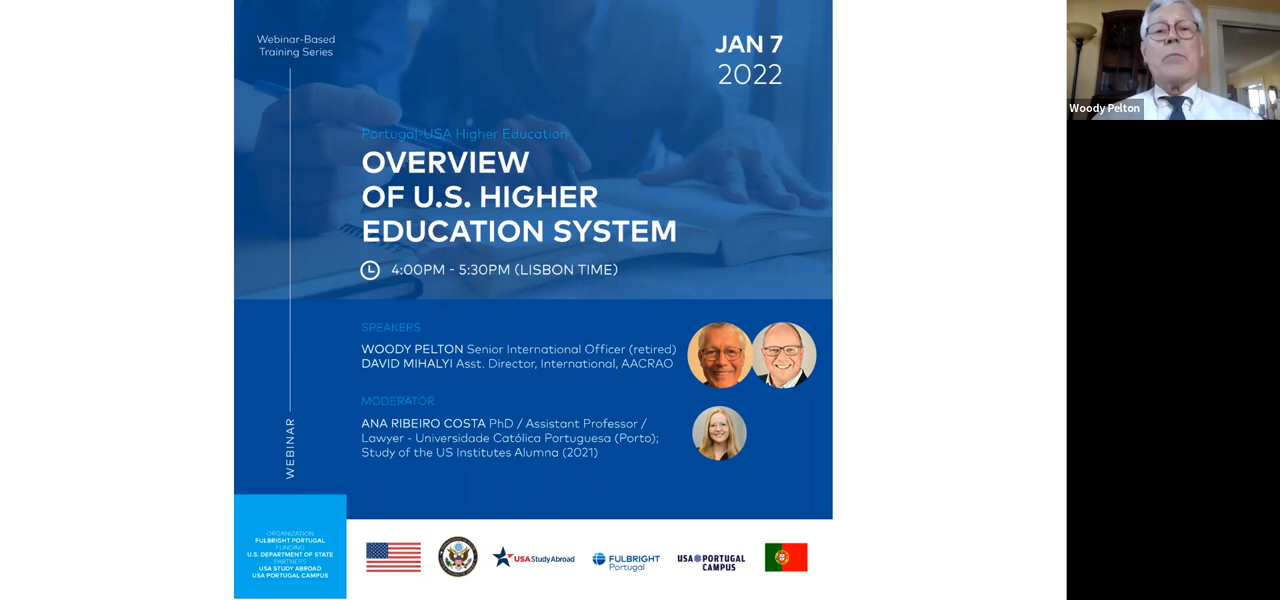 Webinar-Based
Training Series
JAN 7
2022
Portugal-USA Higher Education
OVERVIEW
OF U.S. HIGHER
EDUCATION SYSTEM
4:00PM - 5:30PM (LISBON TIME)
SPEAKERS
WOODY PELTON Senior International Officer (retired)
DAVID MIHALYI Asst. Director, International, AACRAO
MODERATOR
ANA RIBEIRO COSTA PhD / Assistant Professor /
Lawyer - Universidade Católica Portuguesa (Porto);
Study of the US Institutes Alumna (2021)
WEBINAR
ORGANIZATION
FULBRIGHT PORTUGAL
FUNDING
U.S. DEPARTMENT OF STATE
PARTNERS
USA STUDY ABROAD
USA PORTUGAL CAMPUS
USAStudyAbroad
FULBRIGHT
Portugal
USA PORTUGAL
CAMPUS
Woody Pelton